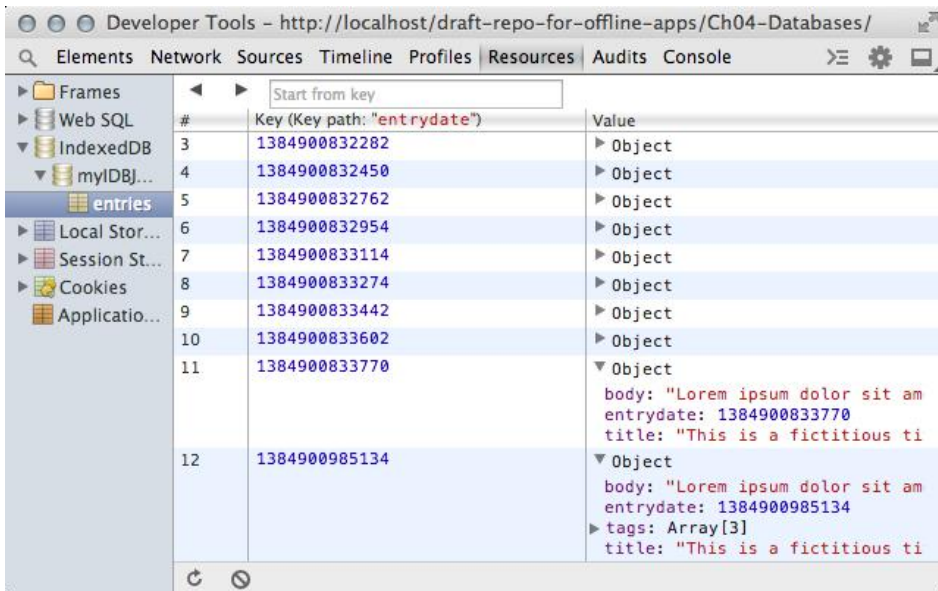 Developer Tools - http://localhost/draft-repo-for-offline-apps/Ch04-Databases/
Elements Network Sources Timeline Profiles Resources Audits Console
Frames
Web SQL
IndexedDB
myIDBJ...
entries
Local Stor...
Session St...
Cookies
Applicatio...
Start from key
# Key (Key path: "entrydate") Value
3 1384900832282 Object
4 1384900832450 Object
5 1384900832762 Object
6 1384900832954 Object
7 1384900833114 Object
8 1384900833274 Object
9 1384900833442 Object
10 1384900833602 Object
11 1384900833770 Object
body: "Lorem ipsum dolor sit am
entrydate: 1384900833770
title: "This is a fictitious ti
12 1384900985134 Object
body: "Lorem ipsum dolor sit am
entrydate: 1384900985134
tags: Array[3]
title: "This is a fictitious ti